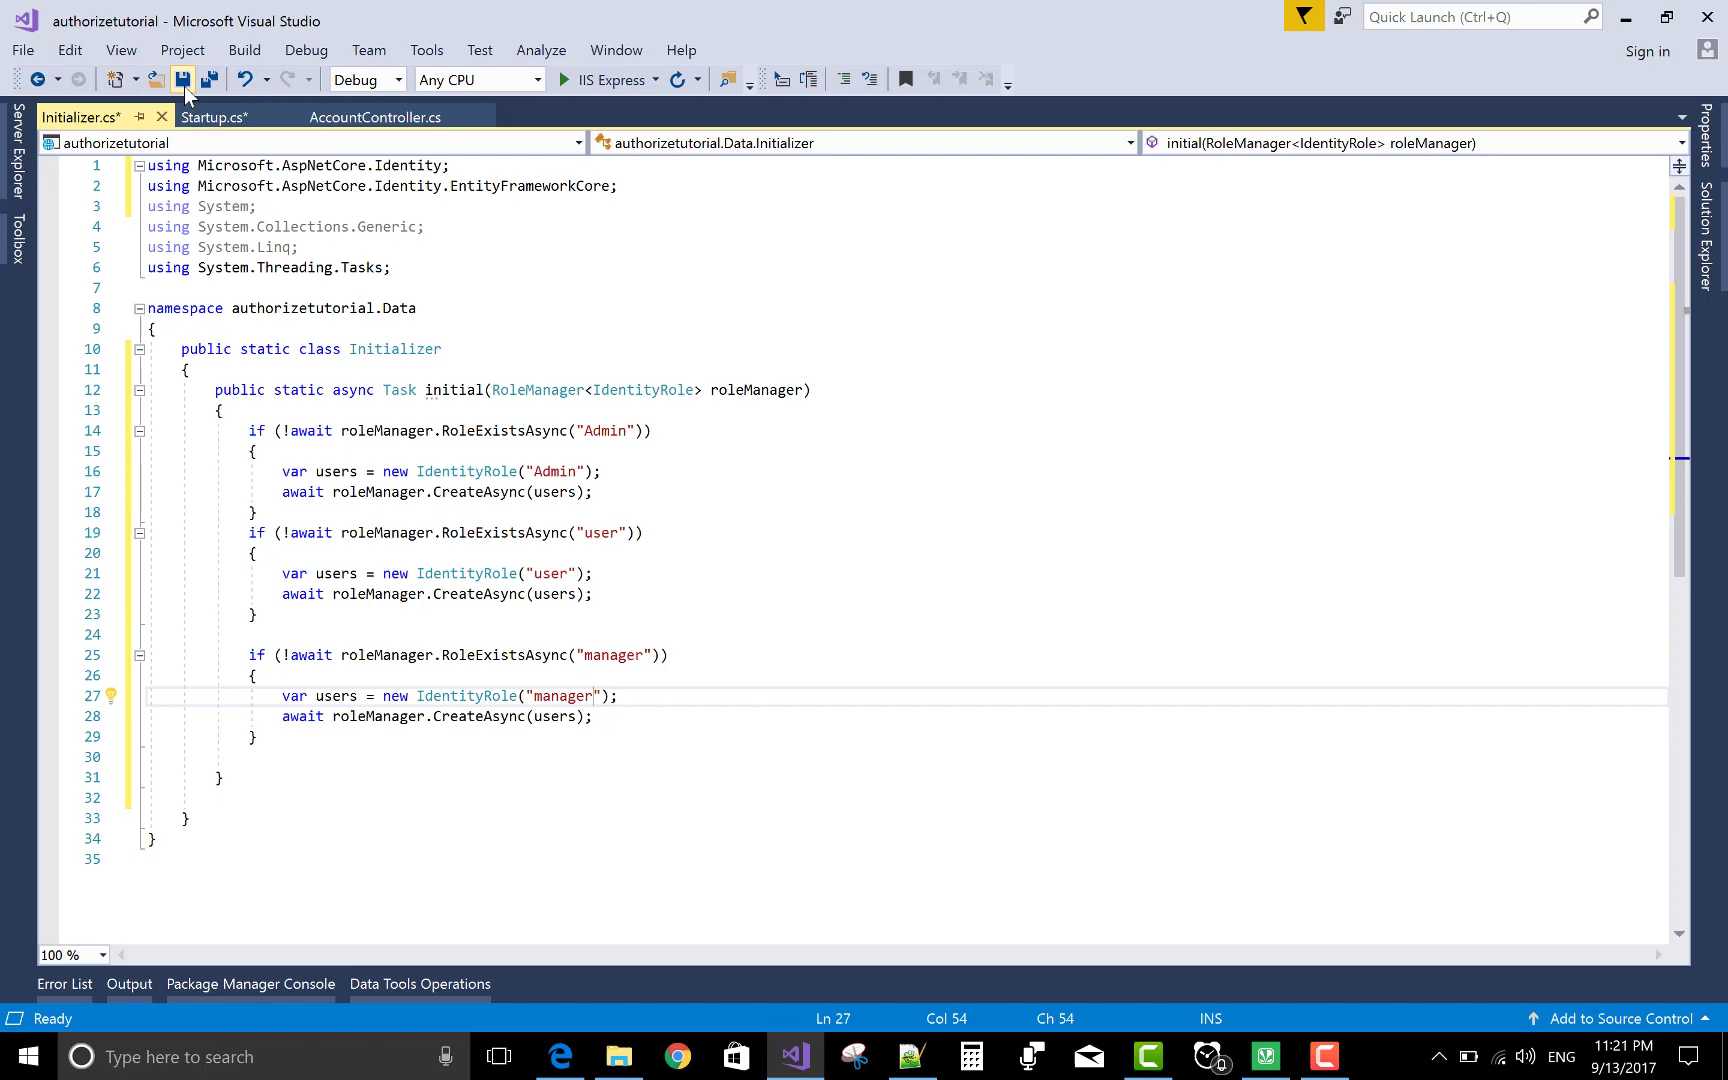 authorizetutorial - Microsoft Visual Studio
Quick Launch (Ctrl+Q)
File Edit View Project Build Debug Team Tools Test Analyze Window Help
Sign in
Debug Any CPU IIS Express
Initializer.cs* Startup.cs* AccountController.cs
authorizetutorial authorizetutorial.Data.Initializer initial(RoleManager<IdentityRole> roleManager)
Server Explorer
Toolbox
Properties
Solution Explorer
1 using Microsoft.AspNetCore.Identity;
2 using Microsoft.AspNetCore.Identity.EntityFrameworkCore;
3 using System;
4 using System.Collections.Generic;
5 using System.Linq;
6 using System.Threading.Tasks;
7
8 namespace authorizetutorial.Data
9 {
10 public static class Initializer
11 {
12 public static async Task initial(RoleManager<IdentityRole> roleManager)
13 {
14 if (!await roleManager.RoleExistsAsync("Admin"))
15 {
16 var users = new IdentityRole("Admin");
17 await roleManager.CreateAsync(users);
18 }
19 if (!await roleManager.RoleExistsAsync("user"))
20 {
21 var users = new IdentityRole("user");
22 await roleManager.CreateAsync(users);
23 }
24
25 if (!await roleManager.RoleExistsAsync("manager"))
26 {
27 var users = new IdentityRole("manager");
28 await roleManager.CreateAsync(users);
29 }
30
31 }
32
33 }
34 }
35
100 %
Error List Output Package Manager Console Data Tools Operations
Ready Ln 27 Col 54 Ch 54 INS Add to Source Control
Type here to search
ENG
11:21 PM
9/13/2017